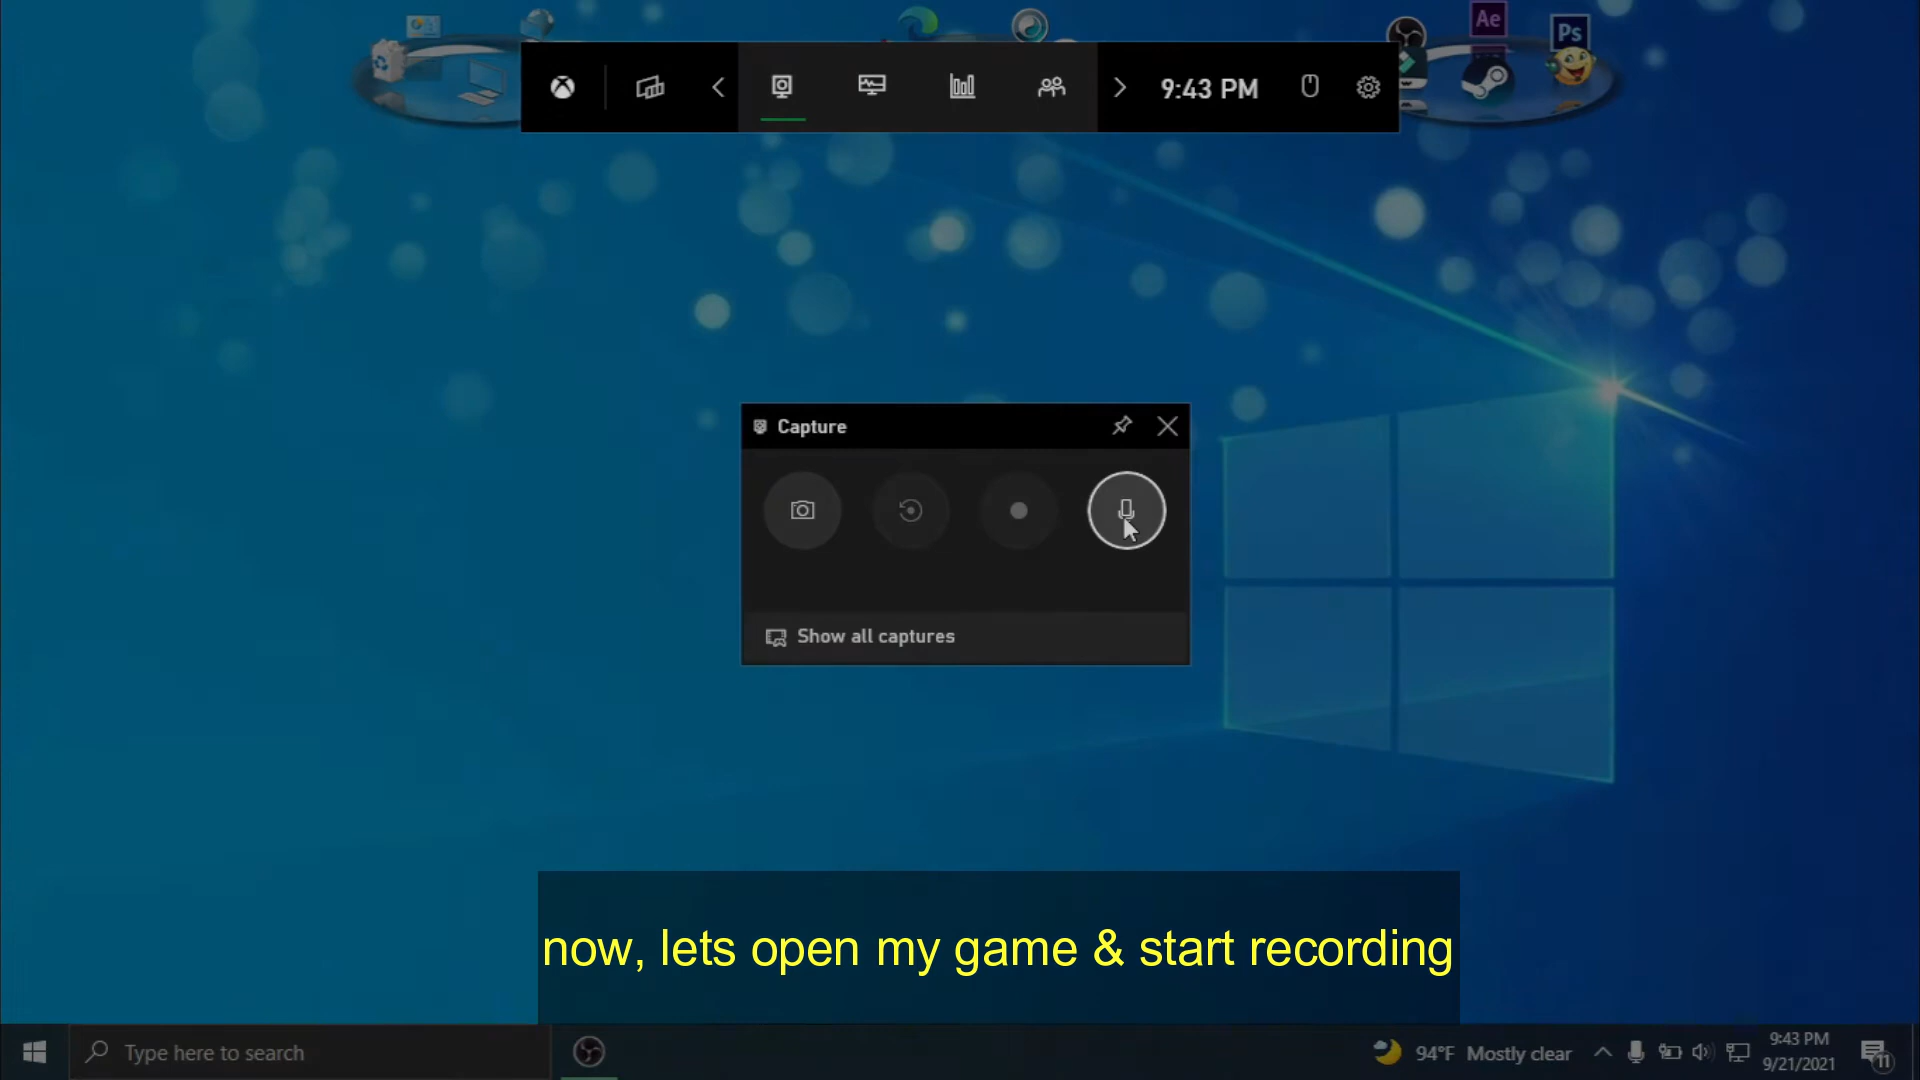 Ae
Ps
9:43 PM
Capture
Show all captures
now, lets open my game & start recording
Type here to search
94°F Mostly clear
9:43 PM
9/21/2021
11